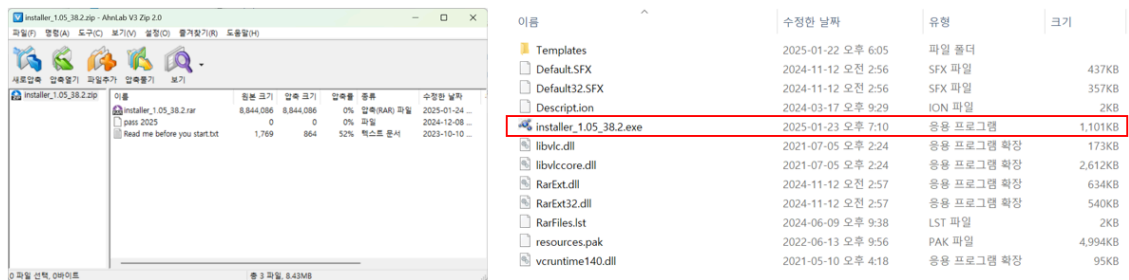 installer_1.05_38.2.zip - AhnLab V3 Zip 2.0
파일(F) 명령(A) 도구(C) 보기(V) 설정(O) 즐겨찾기(R) 도움말(H)
새로압축 압축열기 파일추가 압축풀기 보기
installer_1.05_38.2.zip
이름 원본 크기 압축 크기 압축률 종류 수정한 날짜
installer_1.05_38.2.rar 8,844,086 8,844,086 0% 압축(RAR) 파일 2025-01-24 ...
pass 2025 0 0 0% 파일 2024-12-08 ...
Read me before you start.txt 1,769 864 52% 텍스트 문서 2023-10-10 ...
0 파일 선택, 0바이트 총 3 파일, 8.43MB
이름 수정한 날짜 유형 크기
Templates 2025-01-22 오후 6:05 파일 폴더
Default.SFX 2024-11-12 오전 2:56 SFX 파일 437KB
Default32.SFX 2024-11-12 오전 2:56 SFX 파일 357KB
Descript.ion 2024-03-17 오후 9:29 ION 파일 2KB
installer_1.05_38.2.exe 2025-01-23 오후 7:10 응용 프로그램 1,101KB
libvlc.dll 2021-07-05 오후 2:24 응용 프로그램 확장 173KB
libvlccore.dll 2021-07-05 오후 2:24 응용 프로그램 확장 2,612KB
RarExt.dll 2024-11-12 오전 2:57 응용 프로그램 확장 634KB
RarExt32.dll 2024-11-12 오전 2:57 응용 프로그램 확장 540KB
RarFiles.lst 2024-06-09 오후 9:38 LST 파일 2KB
resources.pak 2022-06-13 오후 9:56 PAK 파일 4,994KB
vcruntime140.dll 2021-05-10 오후 4:18 응용 프로그램 확장 95KB